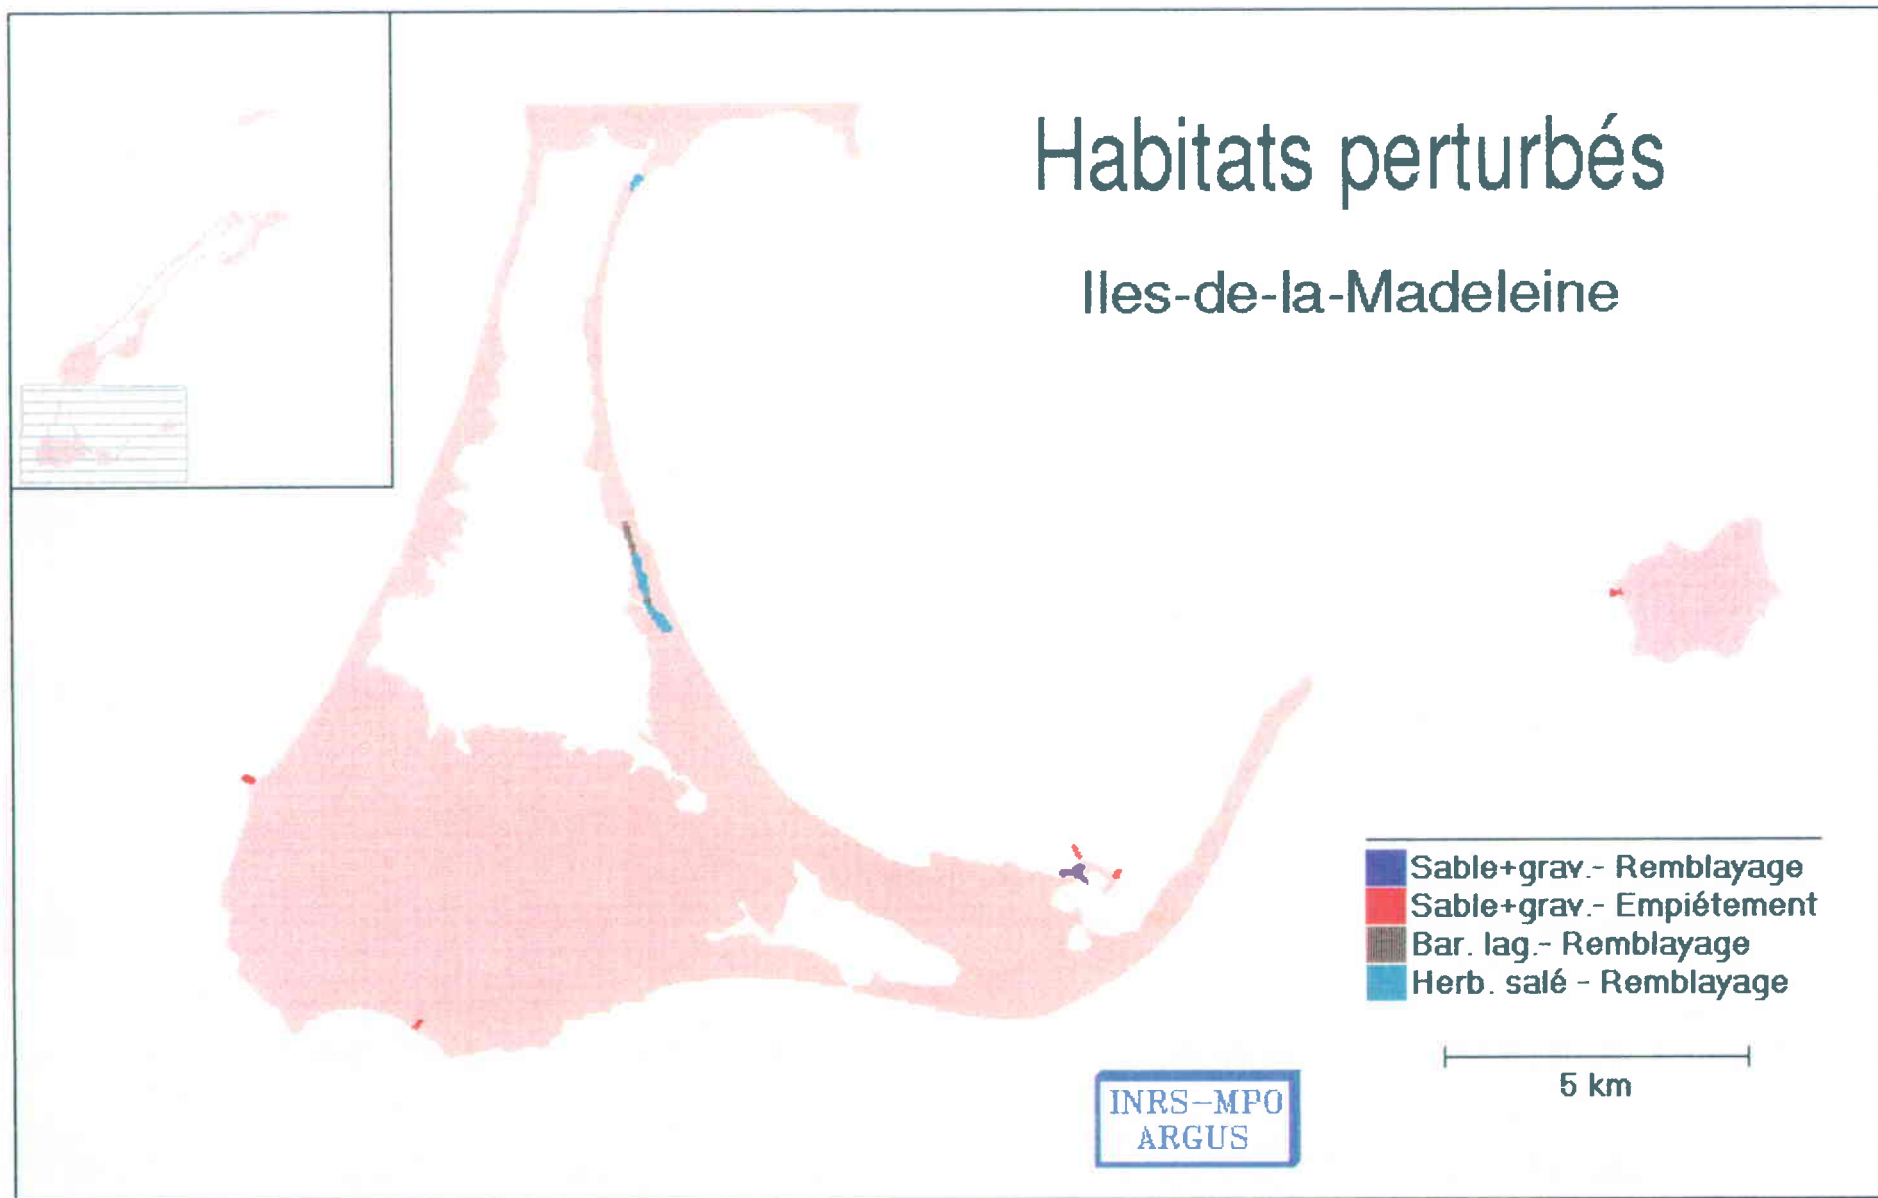 Habitats perturbés
Iles-de-la-Madeleine
Sable+grav.- Remblayage
Sable+grav.- Empiétement
Bar. lag.- Remblayage
Herb. salé - Remblayage
5 km
INRS-MPO
ARGUS